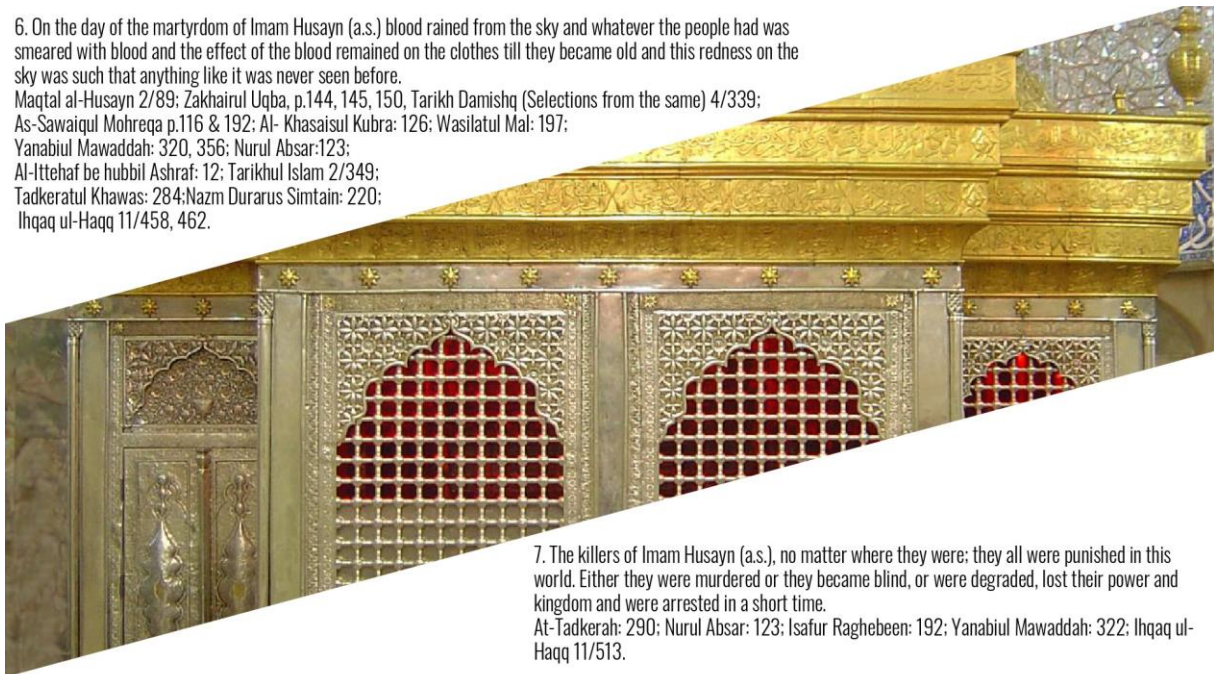 6. On the day of the martyrdom of Imam Husayn (a.s.) blood rained from the sky and whatever the people had was
smeared with blood and the effect of the blood remained on the clothes till they became old and this redness on the
sky was such that anything like it was never seen before.
Maqtal al-Husayn 2/89; Zakhairul Uqba, p.144, 145, 150, Tarikh Damishq (Selections from the same) 4/339;
As-Sawaiqul Mohreqa p.116 & 192; Al- Khasaisul Kubra: 126; Wasilatul Mal: 197;
Yanabiul Mawaddah: 320, 356; Nurul Absar:123;
Al-Ittehaf be hubbil Ashraf: 12; Tarikhul Islam 2/349;
Tadkeratul Khawas: 284;Nazm Durarus Simtain: 220;
Ihqaq ul-Haqq 11/458, 462.
7. The killers of Imam Husayn (a.s.), no matter where they were; they all were punished in this
world. Either they were murdered or they became blind, or were degraded, lost their power and
kingdom and were arrested in a short time.
At-Tadkerah: 290; Nurul Absar: 123; Isafur Raghebeen: 192; Yanabiul Mawaddah: 322; Ihqaq ul-
Haqq 11/513.